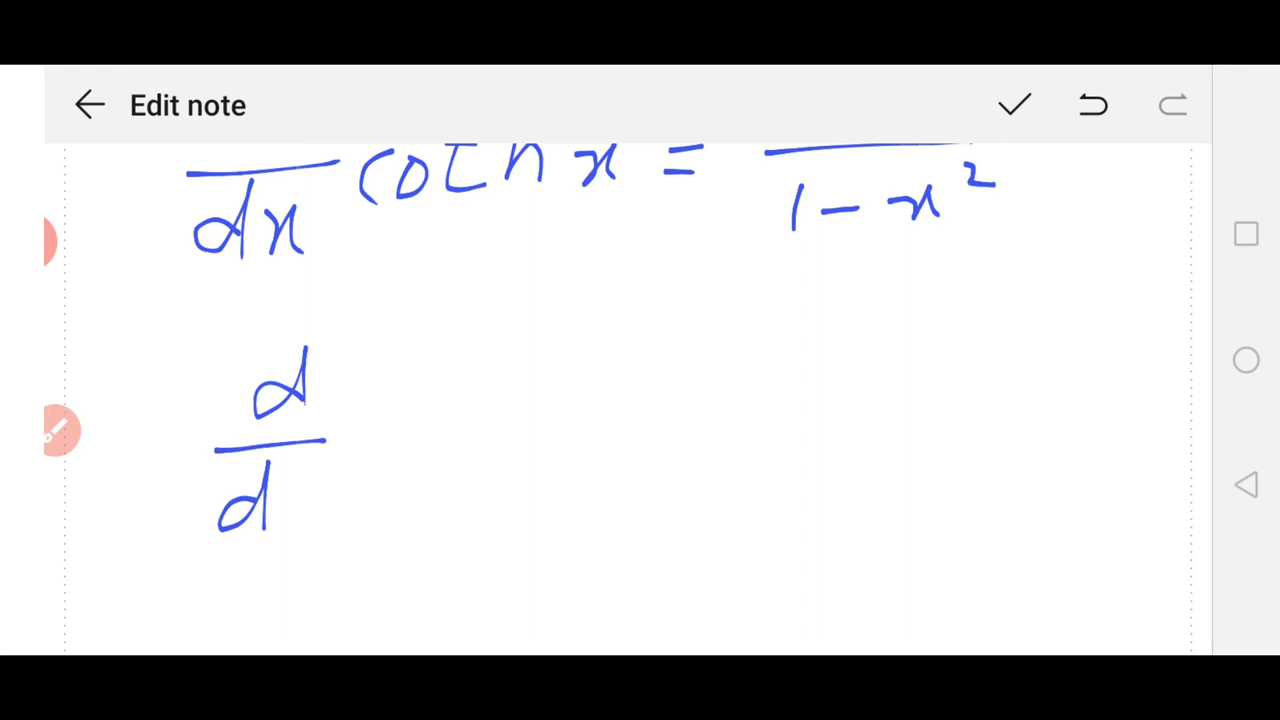 Edit note
dx coth x =
1 - x²
d
d